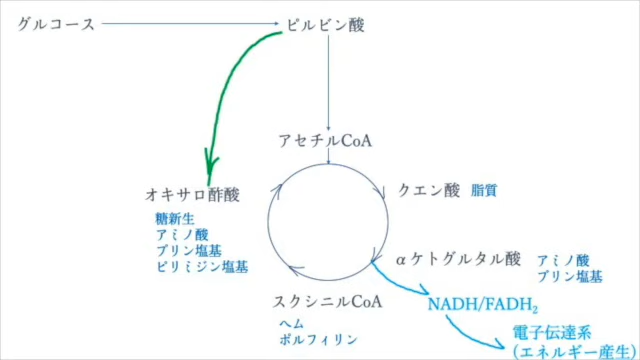 グルコース
ピルビン酸
アセチルCoA
オキサロ酢酸
糖新生
アミノ酸
プリン塩基
ピリミジン塩基
クエン酸 脂質
αケトグルタル酸
アミノ酸
プリン塩基
スクシニルCoA
ヘム
ポルフィリン
NADH/FADH₂
電子伝達系
(エネルギー産生)